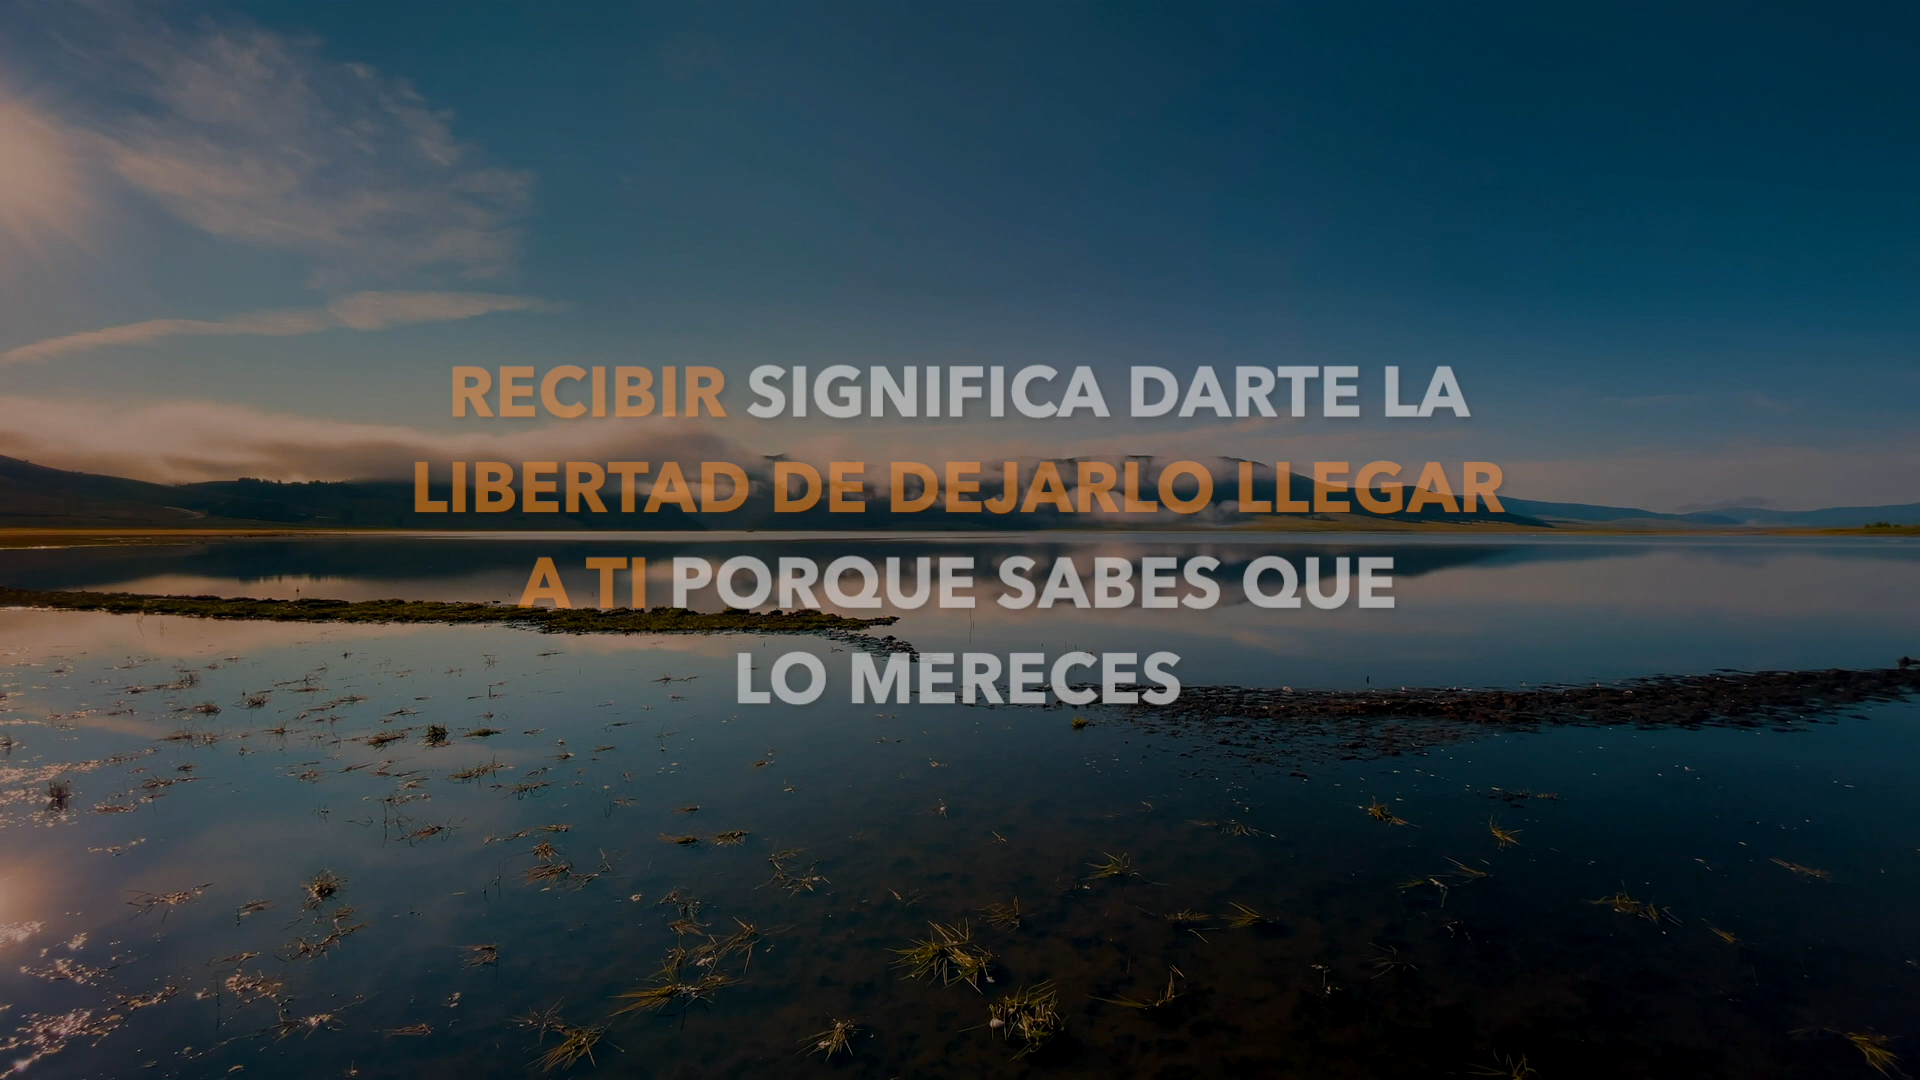 RECIBIR SIGNIFICA DARTE LA
LIBERTAD DE DEJARLO LLEGAR
A TI PORQUE SABES QUE
LO MERECES